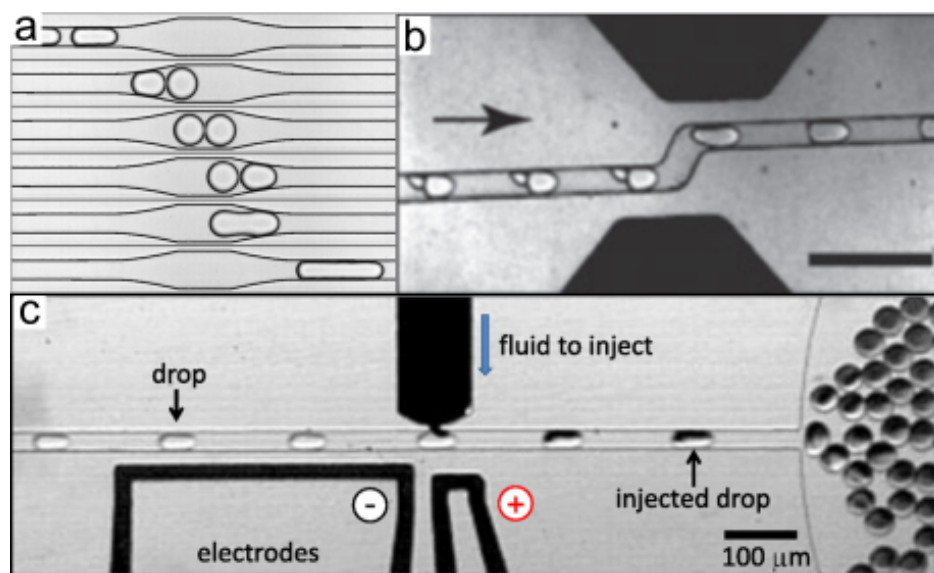 a
b
c
fluid to inject
drop
-
+
injected drop
electrodes
100 μm